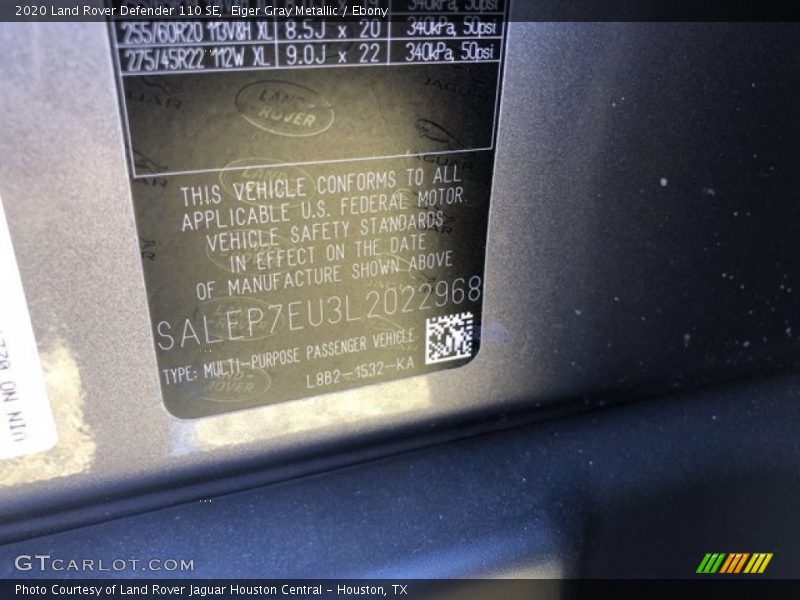 2020 Land Rover Defender 110 SE, Eiger Gray Metallic / Ebony
340kPa, 50psi
255/60R20 113V&H XL 8.5J x 20 340kPa, 50psi
275/45R22 112W XL 9.0J x 22 340kPa, 50psi
LAND ROVER
THIS VEHICLE CONFORMS TO ALL
APPLICABLE U.S. FEDERAL MOTOR
VEHICLE SAFETY STANDARDS
IN EFFECT ON THE DATE
OF MANUFACTURE SHOWN ABOVE
SALEP7EU3L2022968
TYPE: MULTI-PURPOSE PASSENGER VEHICLE
L8B2-1532-KA
GTCARLOT.COM
Photo Courtesy of Land Rover Jaguar Houston Central - Houston, TX